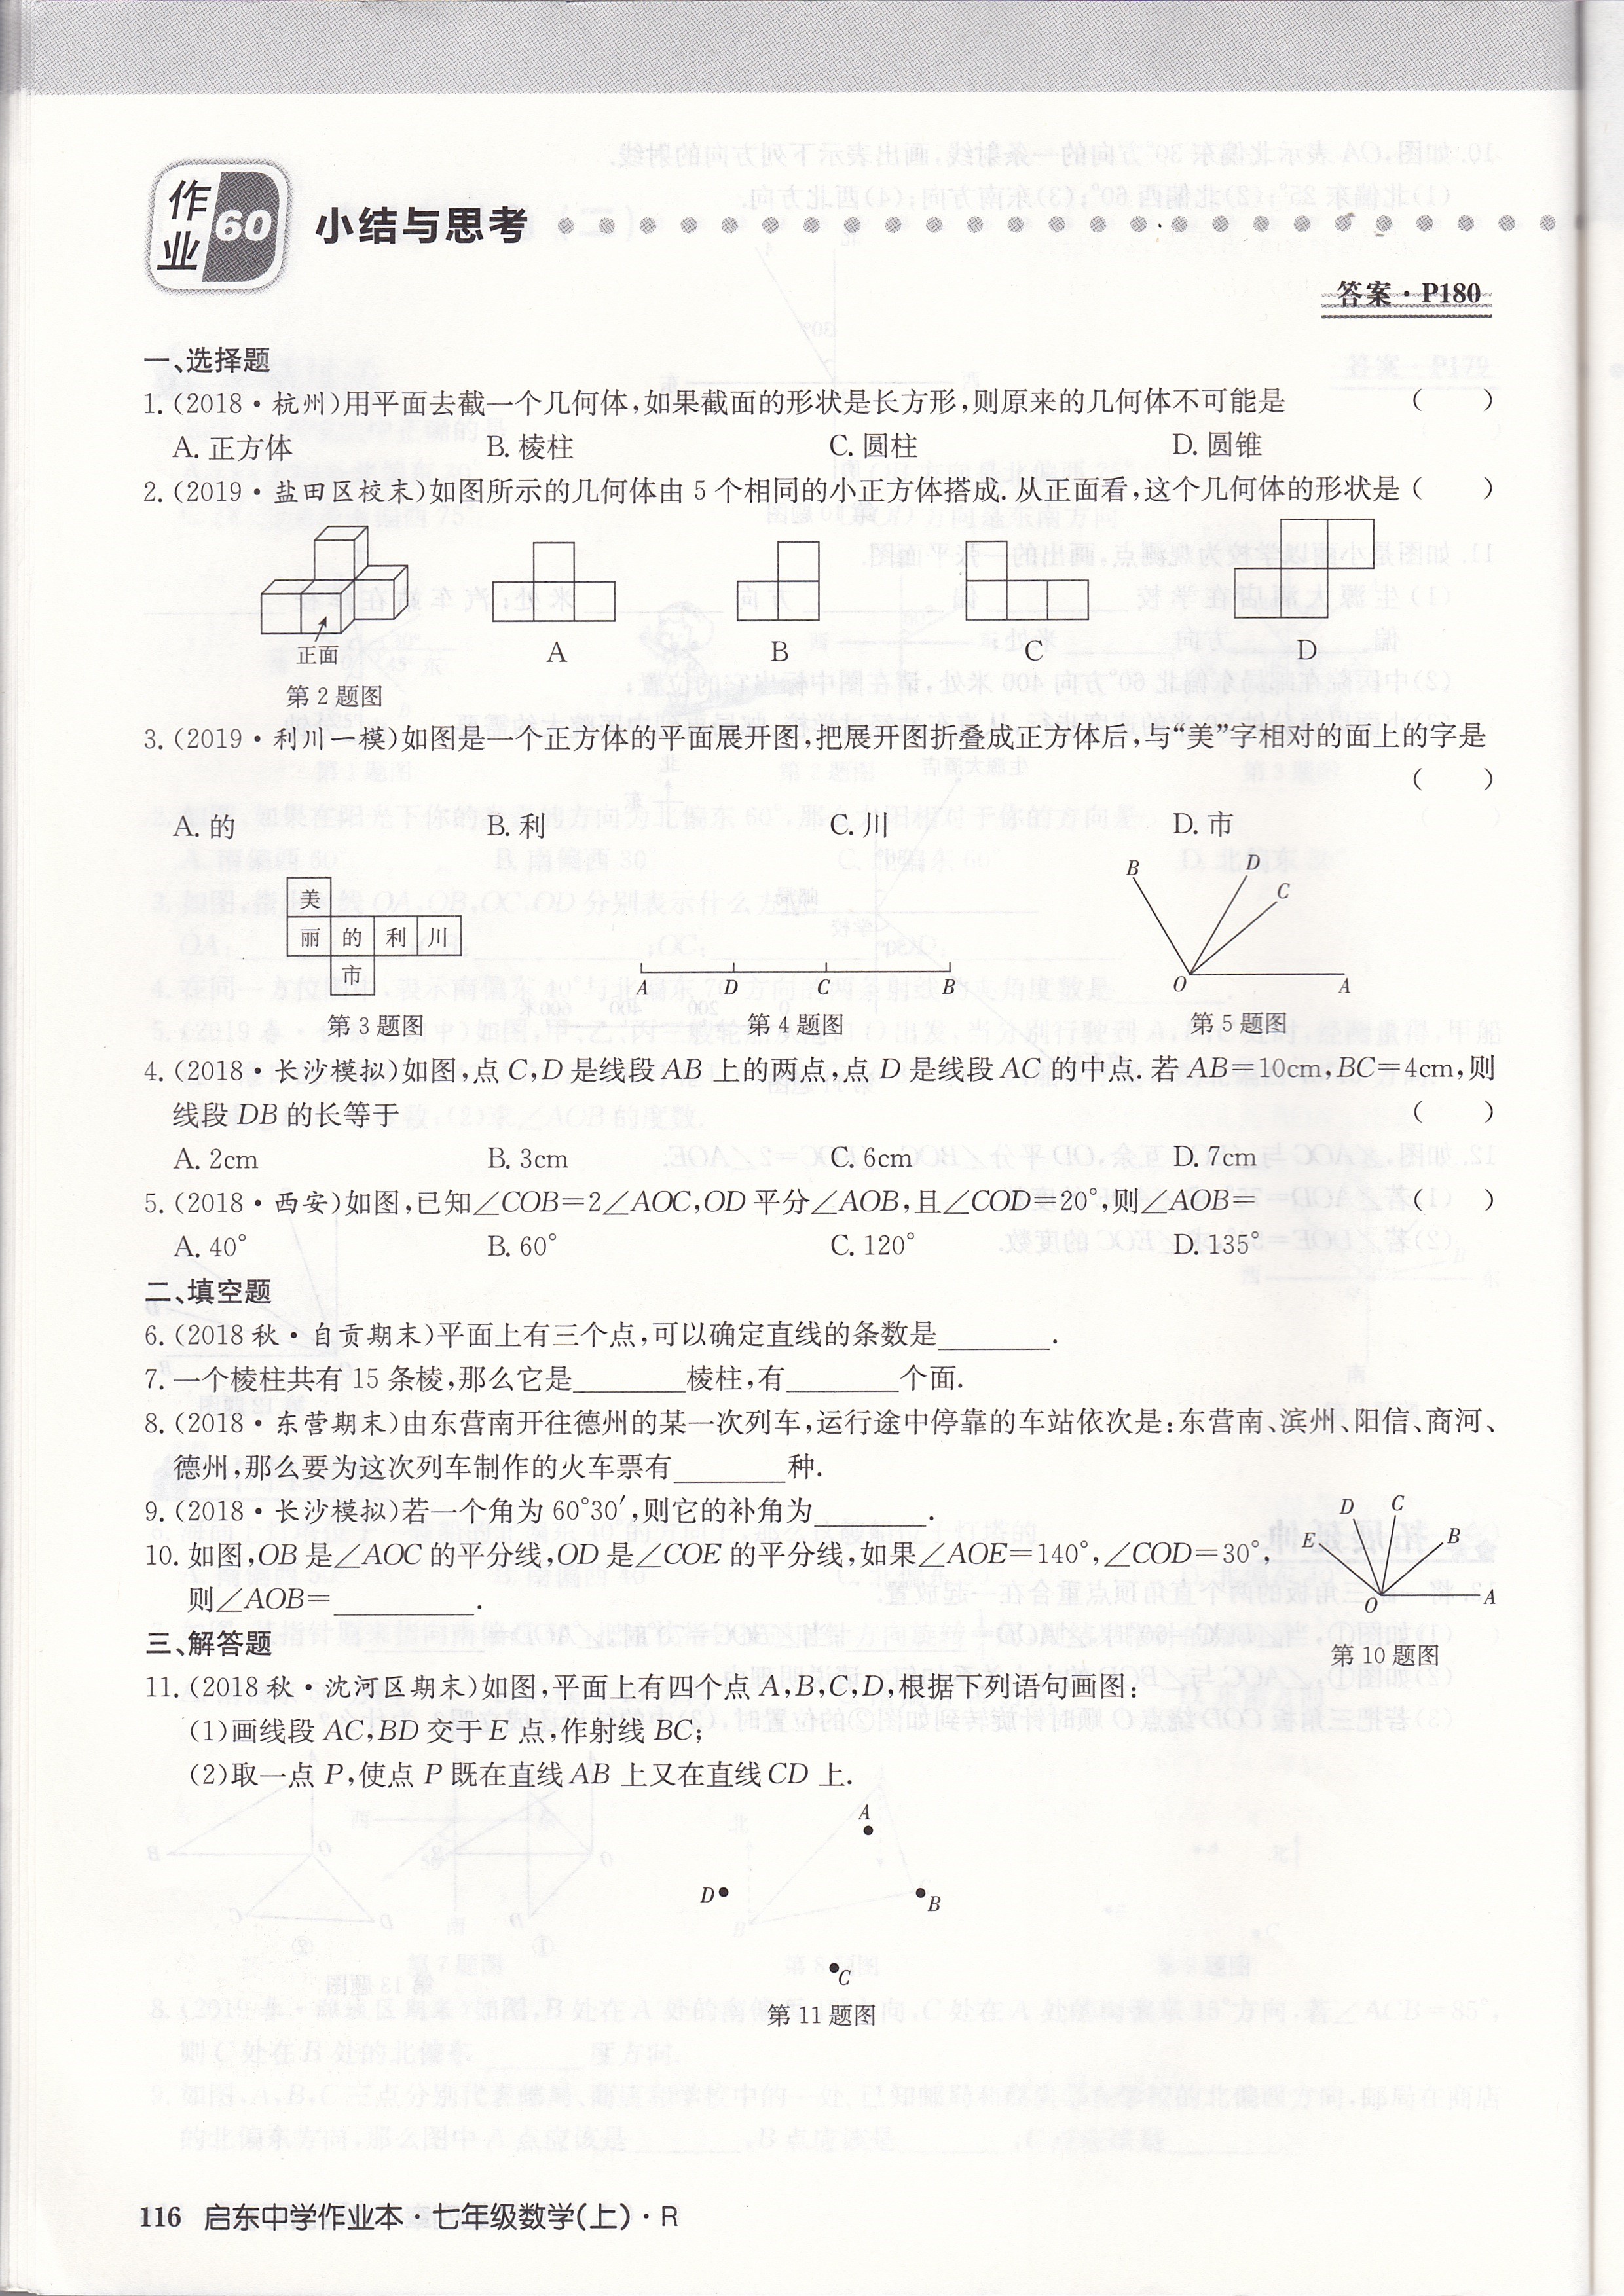 作业 60 小结与思考
答案·P180
一、选择题
1.(2018·杭州)用平面去截一个几何体,如果截面的形状是长方形,则原来的几何体不可能是 ( )
A. 正方体 B. 棱柱 C. 圆柱 D. 圆锥
2.(2019·盐田区校末)如图所示的几何体由 5 个相同的小正方体搭成. 从正面看,这个几何体的形状是 ( )
正面 A B C D
第 2 题图
3.(2019·利川一模)如图是一个正方体的平面展开图,把展开图折叠成正方体后,与“美”字相对的面上的字是
( )
A. 的 B. 利 C. 川 D. 市
美
丽 的 利 川
市
A D C B
B D C O A
第 3 题图 第 4 题图 第 5 题图
4.(2018·长沙模拟)如图,点 C,D 是线段 AB 上的两点,点 D 是线段 AC 的中点. 若 AB=10cm,BC=4cm,则
线段 DB 的长等于 ( )
A. 2cm B. 3cm C. 6cm D. 7cm
5.(2018·西安)如图,已知∠COB=2∠AOC,OD 平分∠AOB,且∠COD=20°,则∠AOB= ( )
A. 40° B. 60° C. 120° D. 135°
二、填空题
6.(2018 秋·自贡期末)平面上有三个点,可以确定直线的条数是________.
7. 一个棱柱共有 15 条棱,那么它是________棱柱,有________个面.
8.(2018·东营期末)由东营南开往德州的某一次列车,运行途中停靠的车站依次是:东营南、滨州、阳信、商河、
德州,那么要为这次列车制作的火车票有________种.
9.(2018·长沙模拟)若一个角为 60°30′,则它的补角为________.
10. 如图,OB 是∠AOC 的平分线,OD 是∠COE 的平分线,如果∠AOE=140°,∠COD=30°,
则∠AOB=__________.
E D C B O A
第 10 题图
三、解答题
11.(2018 秋·沈河区期末)如图,平面上有四个点 A,B,C,D,根据下列语句画图:
(1)画线段 AC,BD 交于 E 点,作射线 BC;
(2)取一点 P,使点 P 既在直线 AB 上又在直线 CD 上.
A
D B
C
第 11 题图
116 启东中学作业本·七年级数学(上)·R